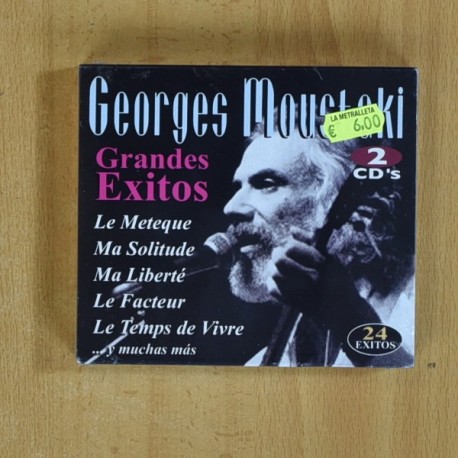 Georges Moustaki
LA METRALLETA
€ 6,00
2
CD's
Grandes
Exitos
Le Meteque
Ma Solitude
Ma Liberté
Le Facteur
Le Temps de Vivre
... y muchas más
24
EXITOS